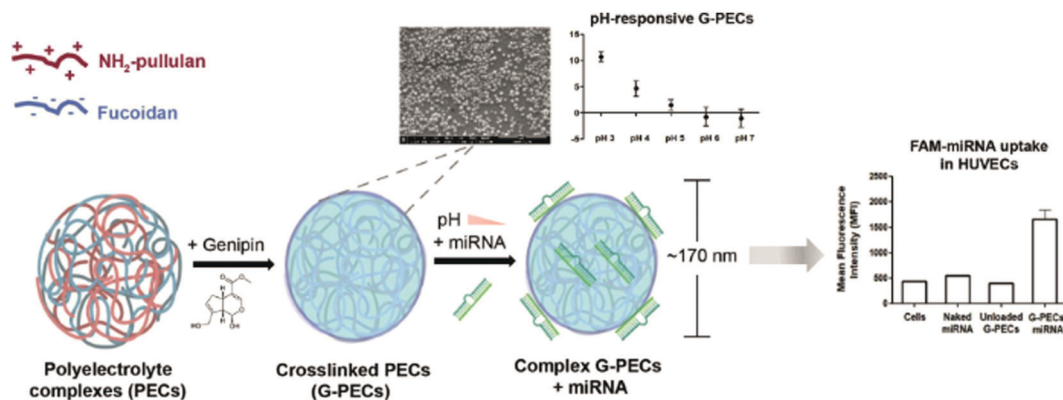 NH₂-pullulan
Fucoidan
pH-responsive G-PECs
15
10
5
0
-5
pH 3 pH 4 pH 5 pH 6 pH 7
+ Genipin
HO
OH
H
H
O
O
O
pH
+ miRNA
~170 nm
FAM-miRNA uptake
in HUVECs
Mean Fluorescence
Intensity (MFI)
2500
2000
1500
1000
500
0
Cells
Naked
miRNA
Unloaded
G-PECs
G-PECs
miRNA
Polyelectrolyte
complexes (PECs)
Crosslinked PECs
(G-PECs)
Complex G-PECs
+ miRNA